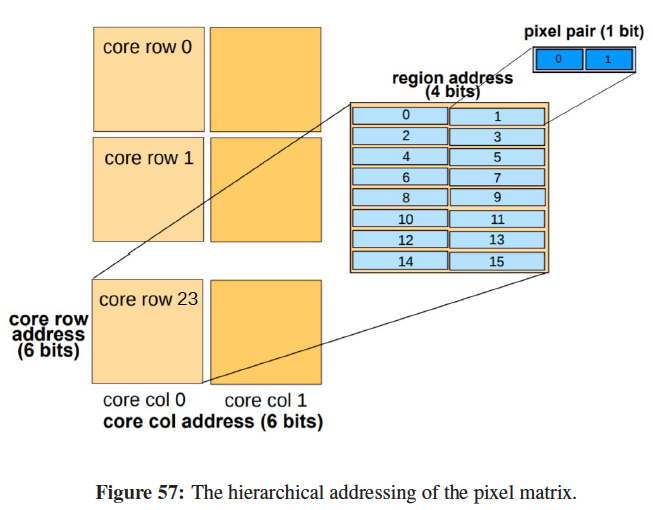 pixel pair (1 bit)
0 1
region address
(4 bits)
core row 0
0 1
2 3
4 5
core row 1
6 7
8 9
10 11
12 13
14 15
core row 23
core row
address
(6 bits)
core col 0 core col 1
core col address (6 bits)
Figure 57: The hierarchical addressing of the pixel matrix.